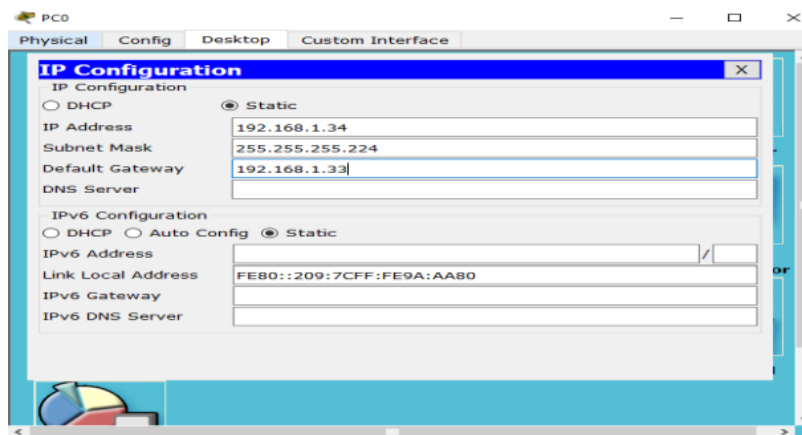 PC0
Physical Config Desktop Custom Interface
IP Configuration X
IP Configuration
DHCP Static
IP Address 192.168.1.34
Subnet Mask 255.255.255.224
Default Gateway 192.168.1.33
DNS Server
IPv6 Configuration
DHCP Auto Config Static
IPv6 Address /
Link Local Address FE80::209:7CFF:FE9A:AA80
IPv6 Gateway
IPv6 DNS Server
or